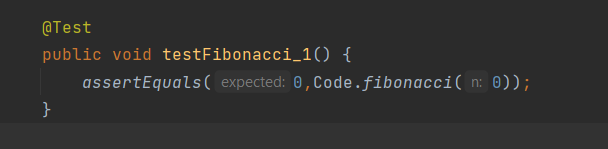 @Test
public void testFibonacci_1() {
assertEquals( expected: 0,Code.fibonacci( n: 0));
}